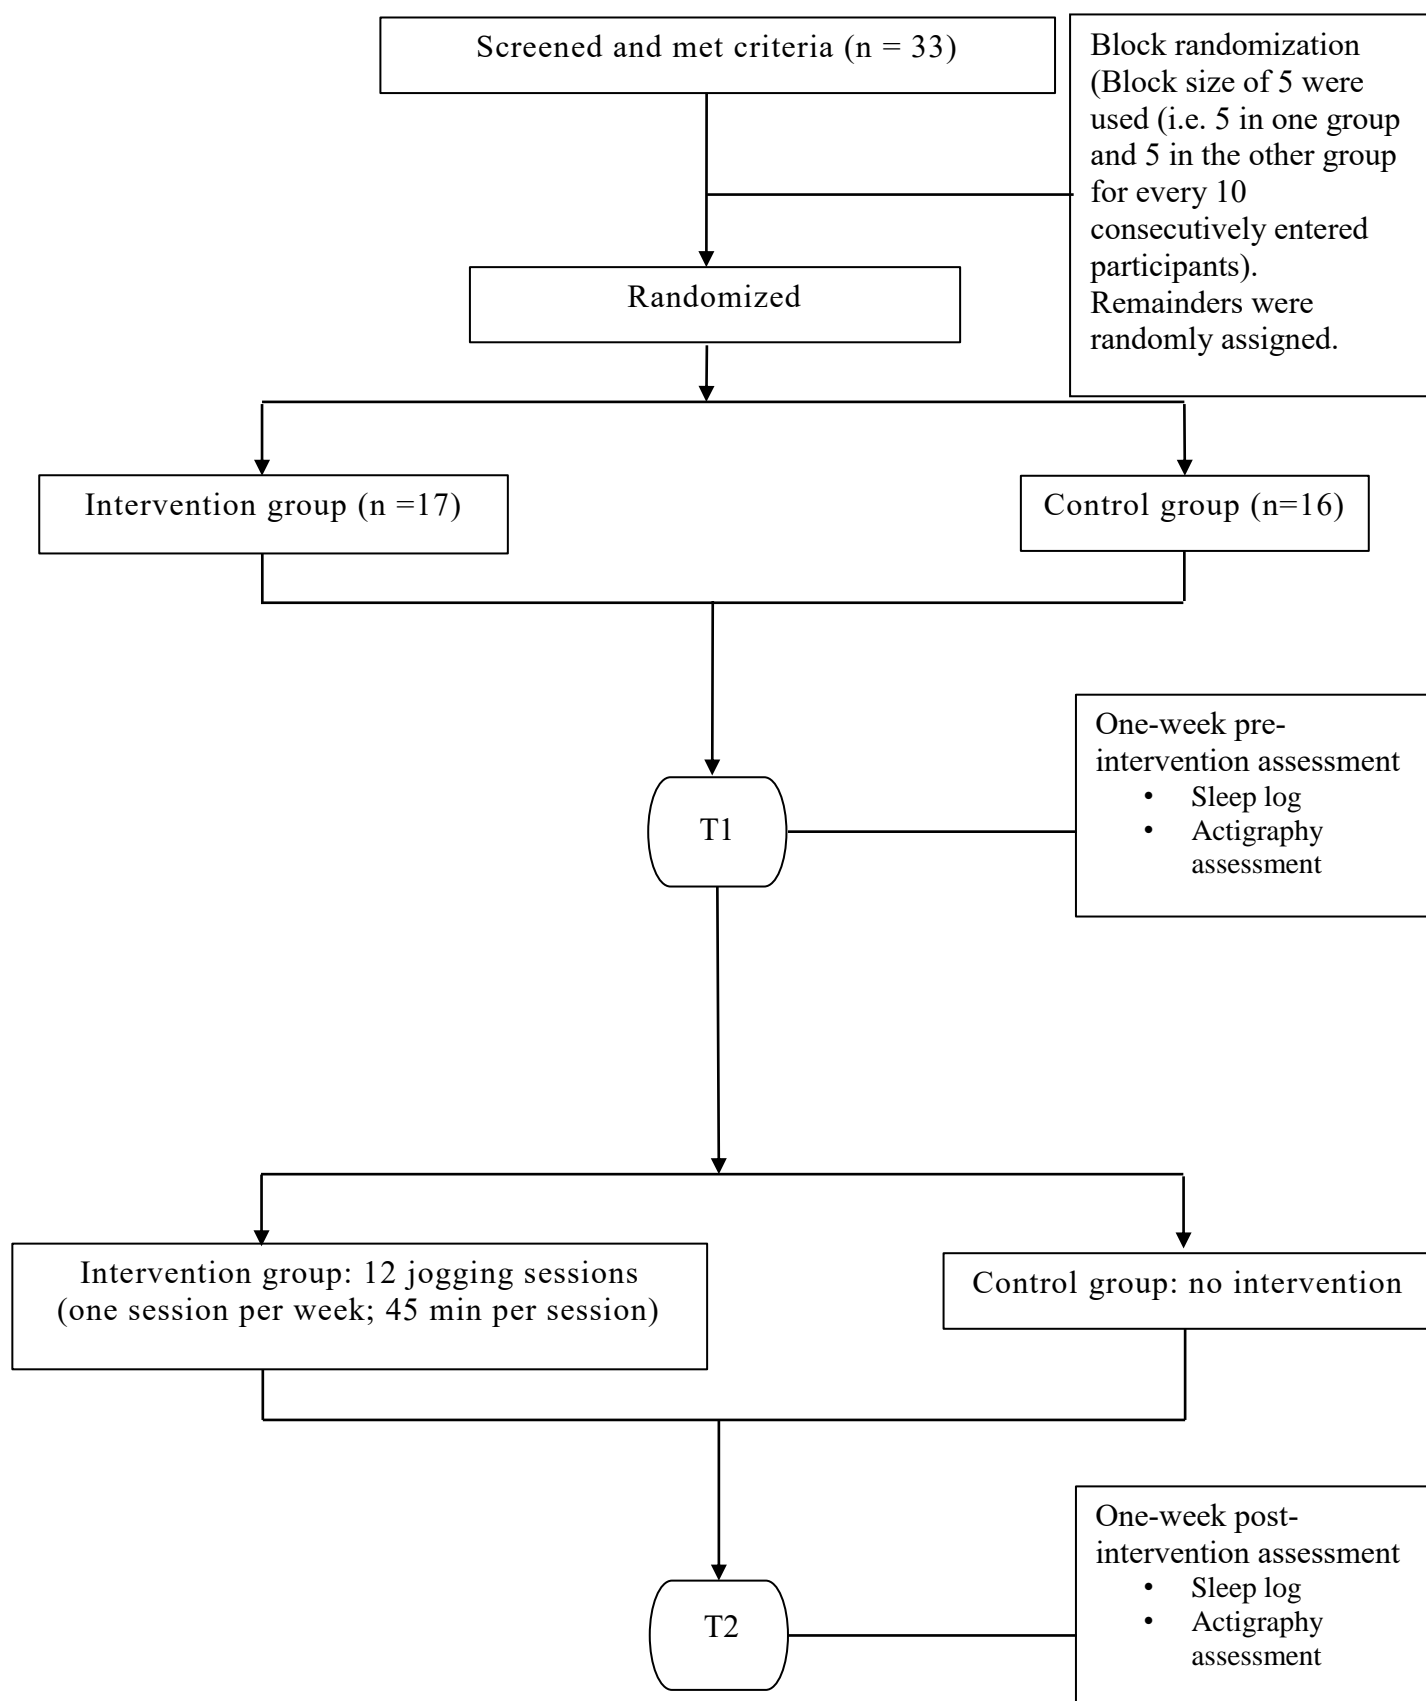 Screened and met criteria (n = 33)
Block randomization
(Block size of 5 were
used (i.e. 5 in one group
and 5 in the other group
for every 10
consecutively entered
participants).
Remainders were
randomly assigned.
Randomized
Intervention group (n =17)
Control group (n=16)
One-week pre-
intervention assessment
• Sleep log
• Actigraphy
assessment
T1
Intervention group: 12 jogging sessions
(one session per week; 45 min per session)
Control group: no intervention
One-week post-
intervention assessment
• Sleep log
• Actigraphy
assessment
T2